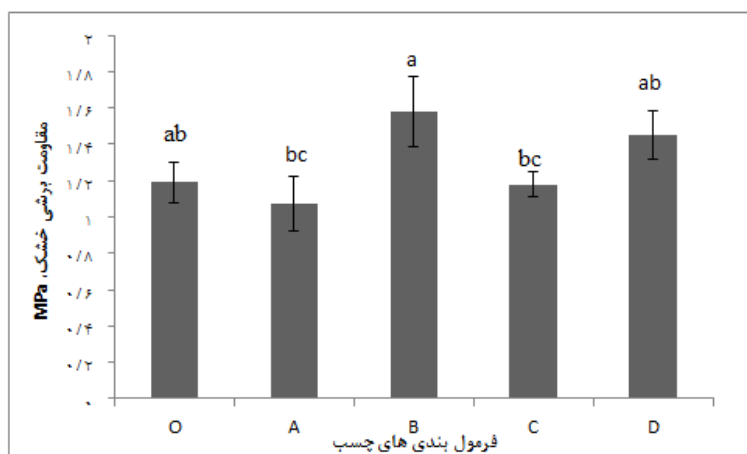 مقاومت برشی خشک، MPa
۲
۱/۸
۱/۶
۱/۴
۱/۲
۱
۰/۸
۰/۶
۰/۴
۰/۲
۰
ab
bc
a
bc
ab
O
A
B
C
D
فرمول بندی های چسب